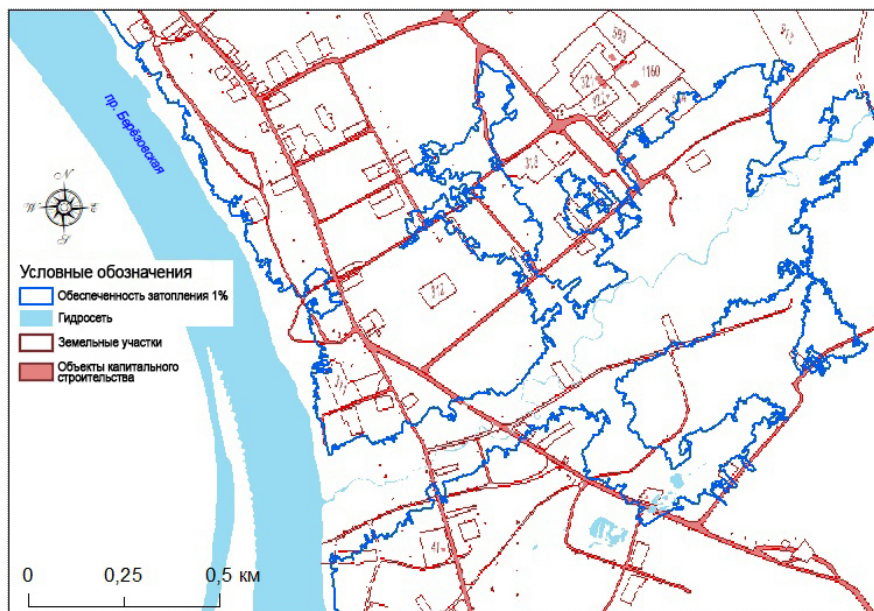 593
1160
пр. Берёзовская
N
Условные обозначения
Обеспеченность затопления 1%
Гидросеть
Земельные участки
Объекты капитального
строительства
0 0,25 0,5 км